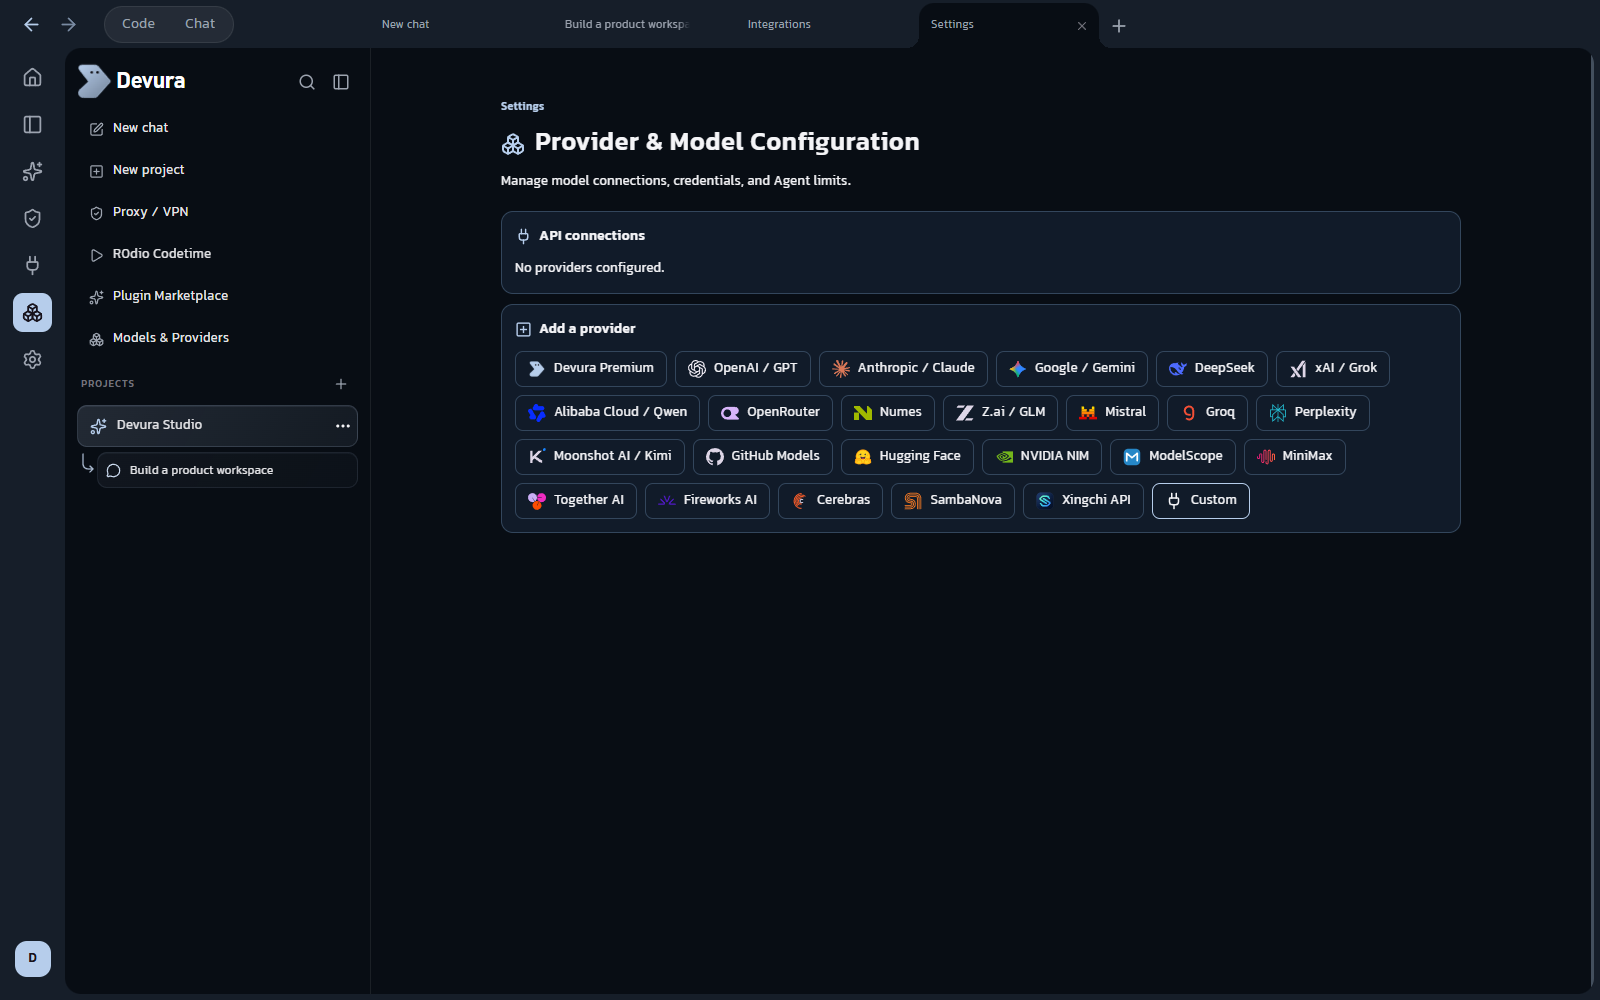 Code Chat New chat Build a product workspa Integrations Settings
Devura
New chat
New project
Proxy / VPN
R0dio Codetime
Plugin Marketplace
Models & Providers
PROJECTS
Devura Studio
Build a product workspace
D
Settings
Provider & Model Configuration
Manage model connections, credentials, and Agent limits.
API connections
No providers configured.
Add a provider
Devura Premium OpenAI / GPT Anthropic / Claude Google / Gemini DeepSeek xAI / Grok
Alibaba Cloud / Qwen OpenRouter Numes Z.ai / GLM Mistral Groq Perplexity
Moonshot AI / Kimi GitHub Models Hugging Face NVIDIA NIM ModelScope MiniMax
Together AI Fireworks AI Cerebras SambaNova Xingchi API Custom